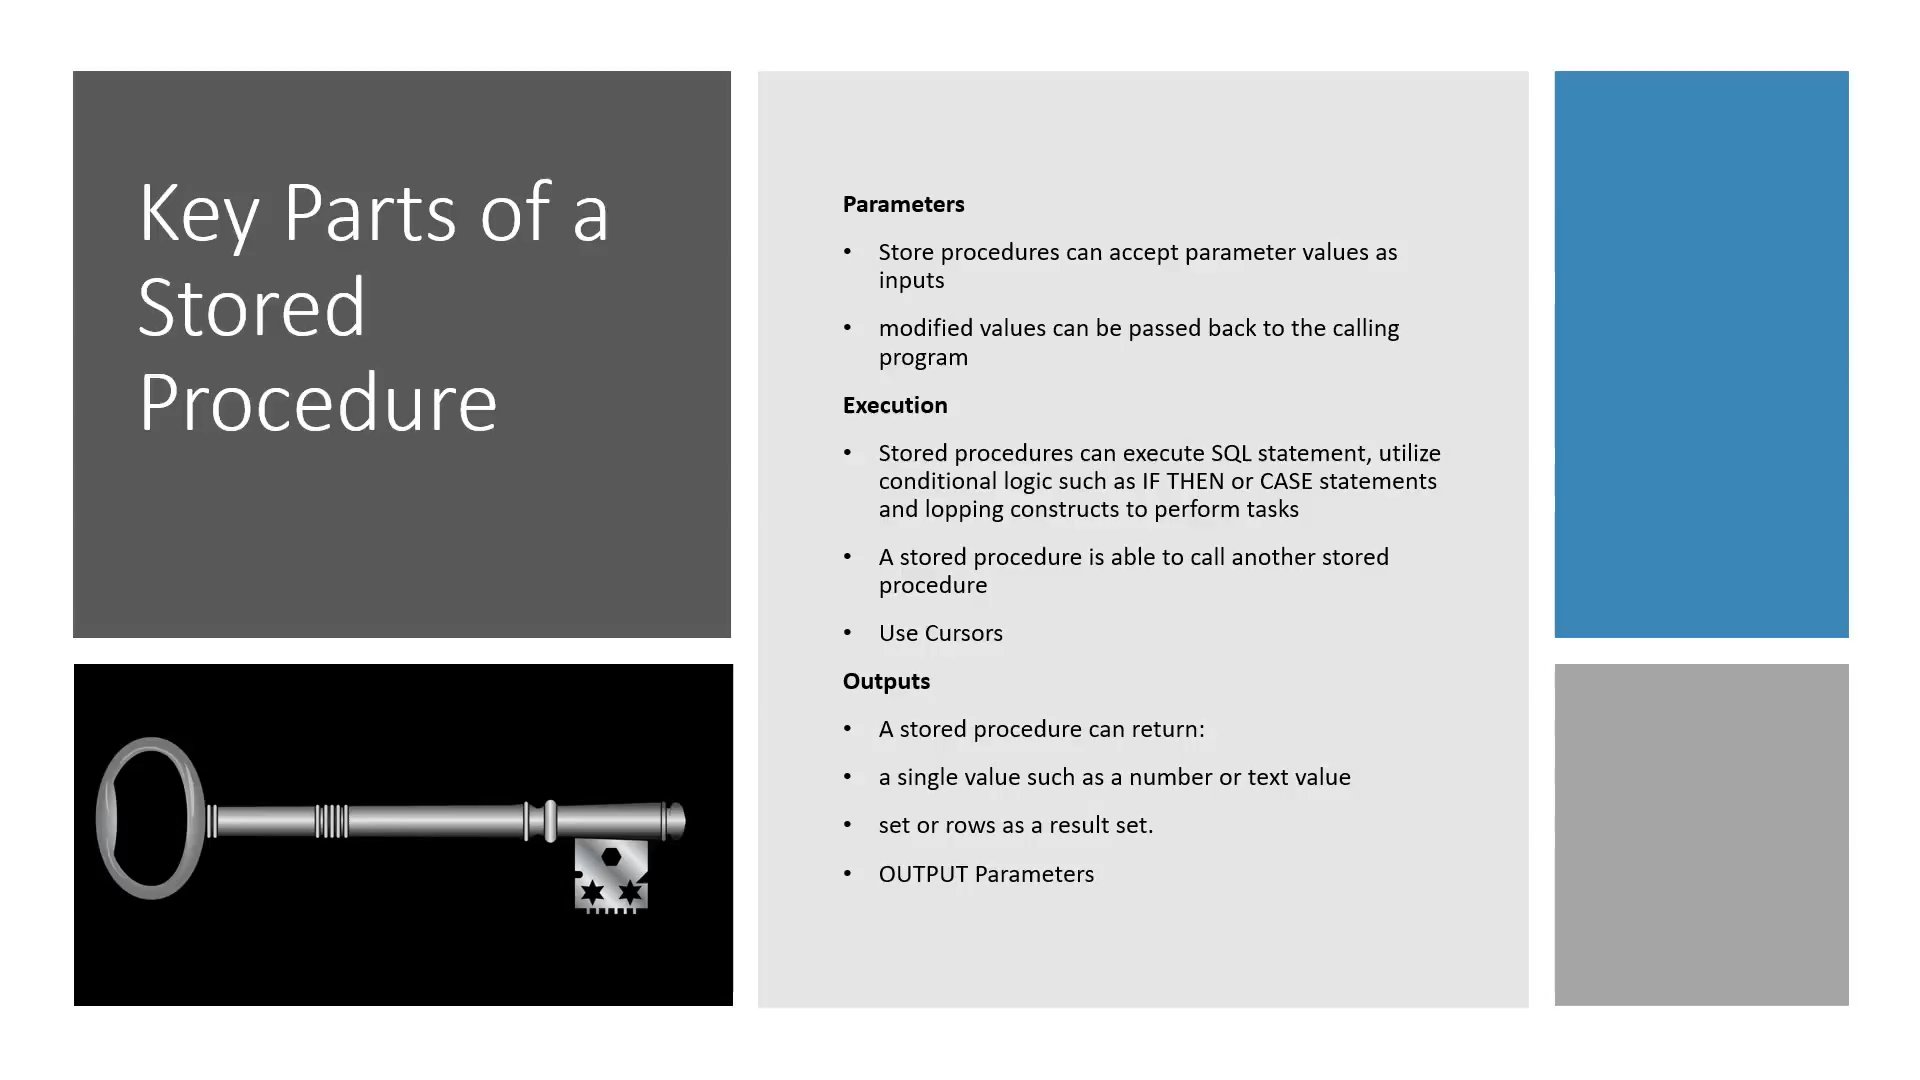 Key Parts of a
Stored
Procedure
Parameters
• Store procedures can accept parameter values as
inputs
• modified values can be passed back to the calling
program
Execution
• Stored procedures can execute SQL statement, utilize
conditional logic such as IF THEN or CASE statements
and lopping constructs to perform tasks
• A stored procedure is able to call another stored
procedure
• Use Cursors
Outputs
• A stored procedure can return:
• a single value such as a number or text value
• set or rows as a result set.
• OUTPUT Parameters